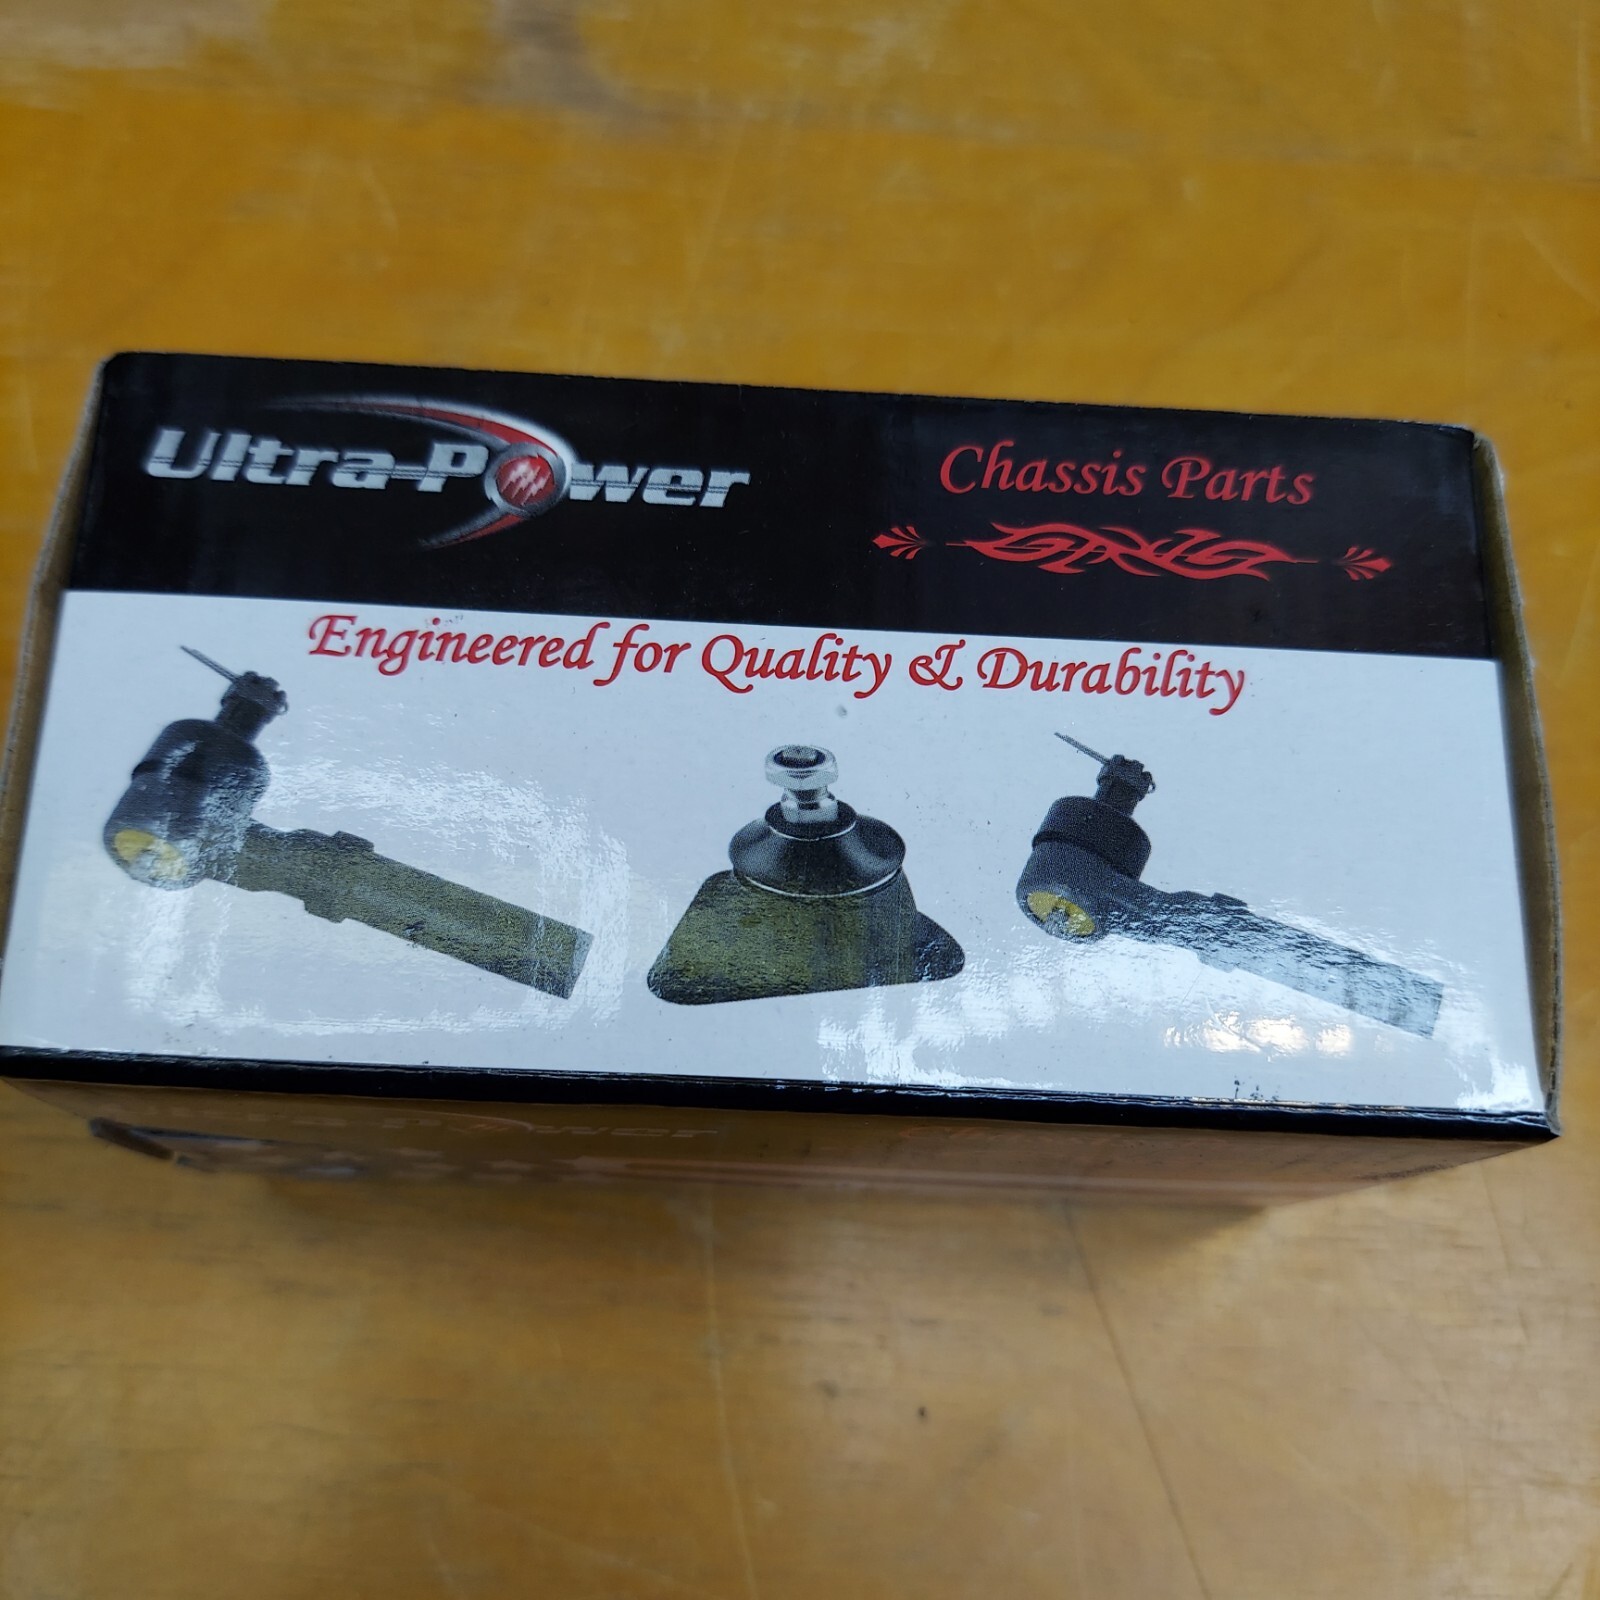 Ultra-Power
Chassis Parts
Engineered for Quality & Durability